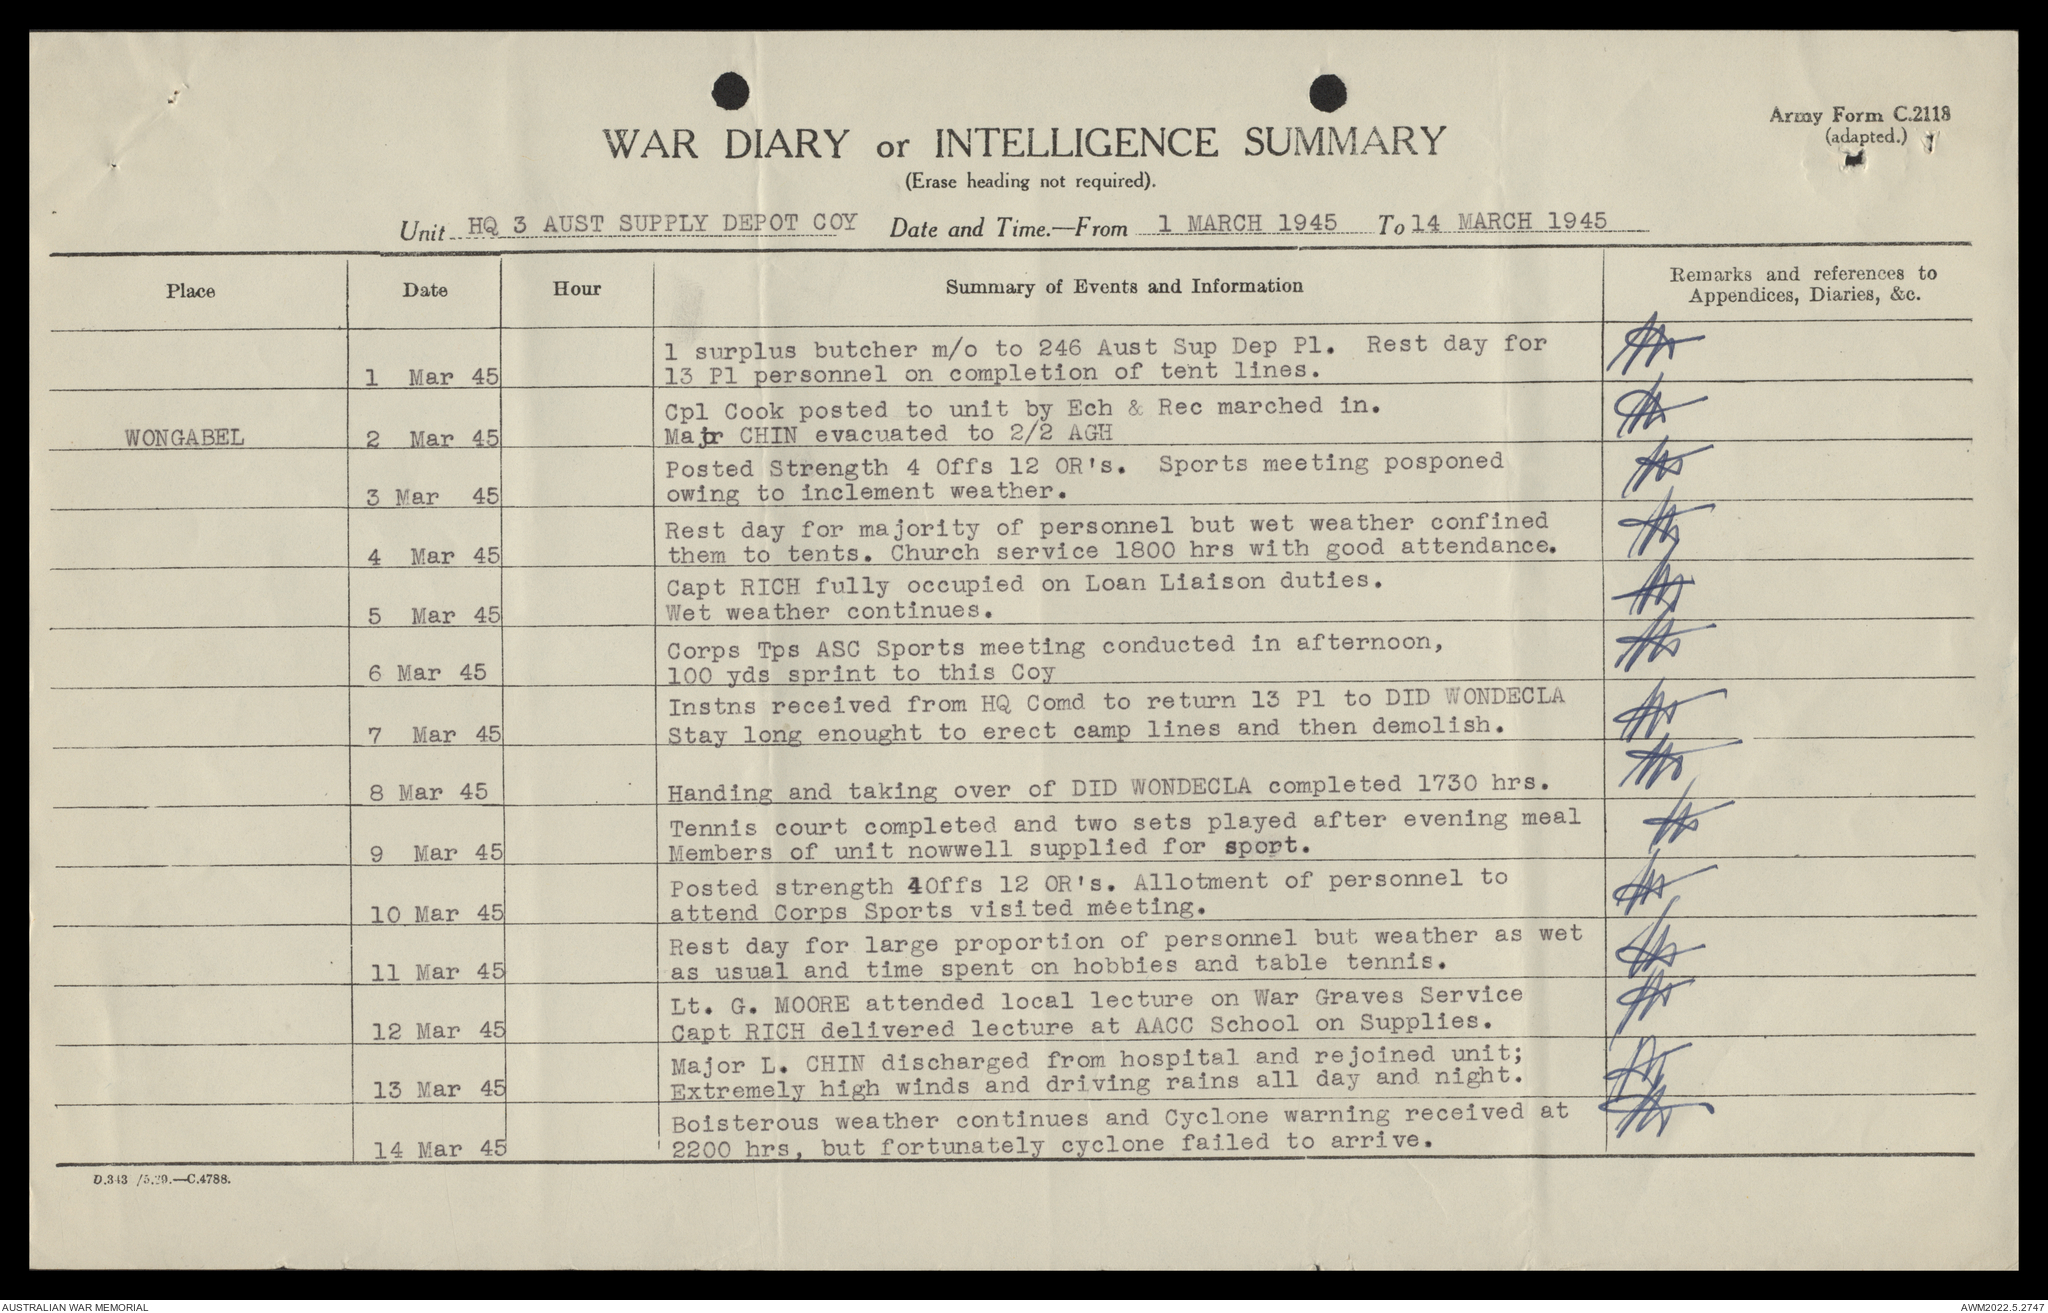 Army Form C.2118
(adapted.)
WAR DIARY or INTELLIGENCE SUMMARY
(Erase heading not required).
Unit HQ 3 AUST SUPPLY DEPOT COY Date and Time.—From 1 MARCH 1945 To 14 MARCH 1945
Place Date Hour Summary of Events and Information Remarks and references to
Appendices, Diaries, &c.
1 surplus butcher m/o to 246 Aust Sup Dep Pl. Rest day for
1 Mar 45 13 Pl personnel on completion of tent lines.
Cpl Cook posted to unit by Ech & Rec marched in.
WONGABEL 2 Mar 45 Major CHIN evacuated to 2/2 AGH
Posted Strength 4 Offs 12 OR's. Sports meeting posponed
3 Mar 45 owing to inclement weather.
Rest day for majority of personnel but wet weather confined
4 Mar 45 them to tents. Church service 1800 hrs with good attendance.
Capt RICH fully occupied on Loan Liaison duties.
5 Mar 45 Wet weather continues.
Corps Tps ASC Sports meeting conducted in afternoon,
6 Mar 45 100 yds sprint to this Coy
Instns received from HQ Comd to return 13 Pl to DID WONDECLA
7 Mar 45 Stay long enought to erect camp lines and then demolish.
8 Mar 45 Handing and taking over of DID WONDECLA completed 1730 hrs.
Tennis court completed and two sets played after evening meal
9 Mar 45 Members of unit nowwell supplied for sport.
Posted strength 4Offs 12 OR's. Allotment of personnel to
10 Mar 45 attend Corps Sports visited meeting.
Rest day for large proportion of personnel but weather as wet
11 Mar 45 as usual and time spent on hobbies and table tennis.
Lt. G. MOORE attended local lecture on War Graves Service
12 Mar 45 Capt RICH delivered lecture at AACC School on Supplies.
Major L. CHIN discharged from hospital and rejoined unit;
13 Mar 45 Extremely high winds and driving rains all day and night.
Boisterous weather continues and Cyclone warning received at
14 Mar 45 2200 hrs, but fortunately cyclone failed to arrive.
D.343 /5.39.—C.4788.
AUSTRALIAN WAR MEMORIAL AWM2022.5.2747